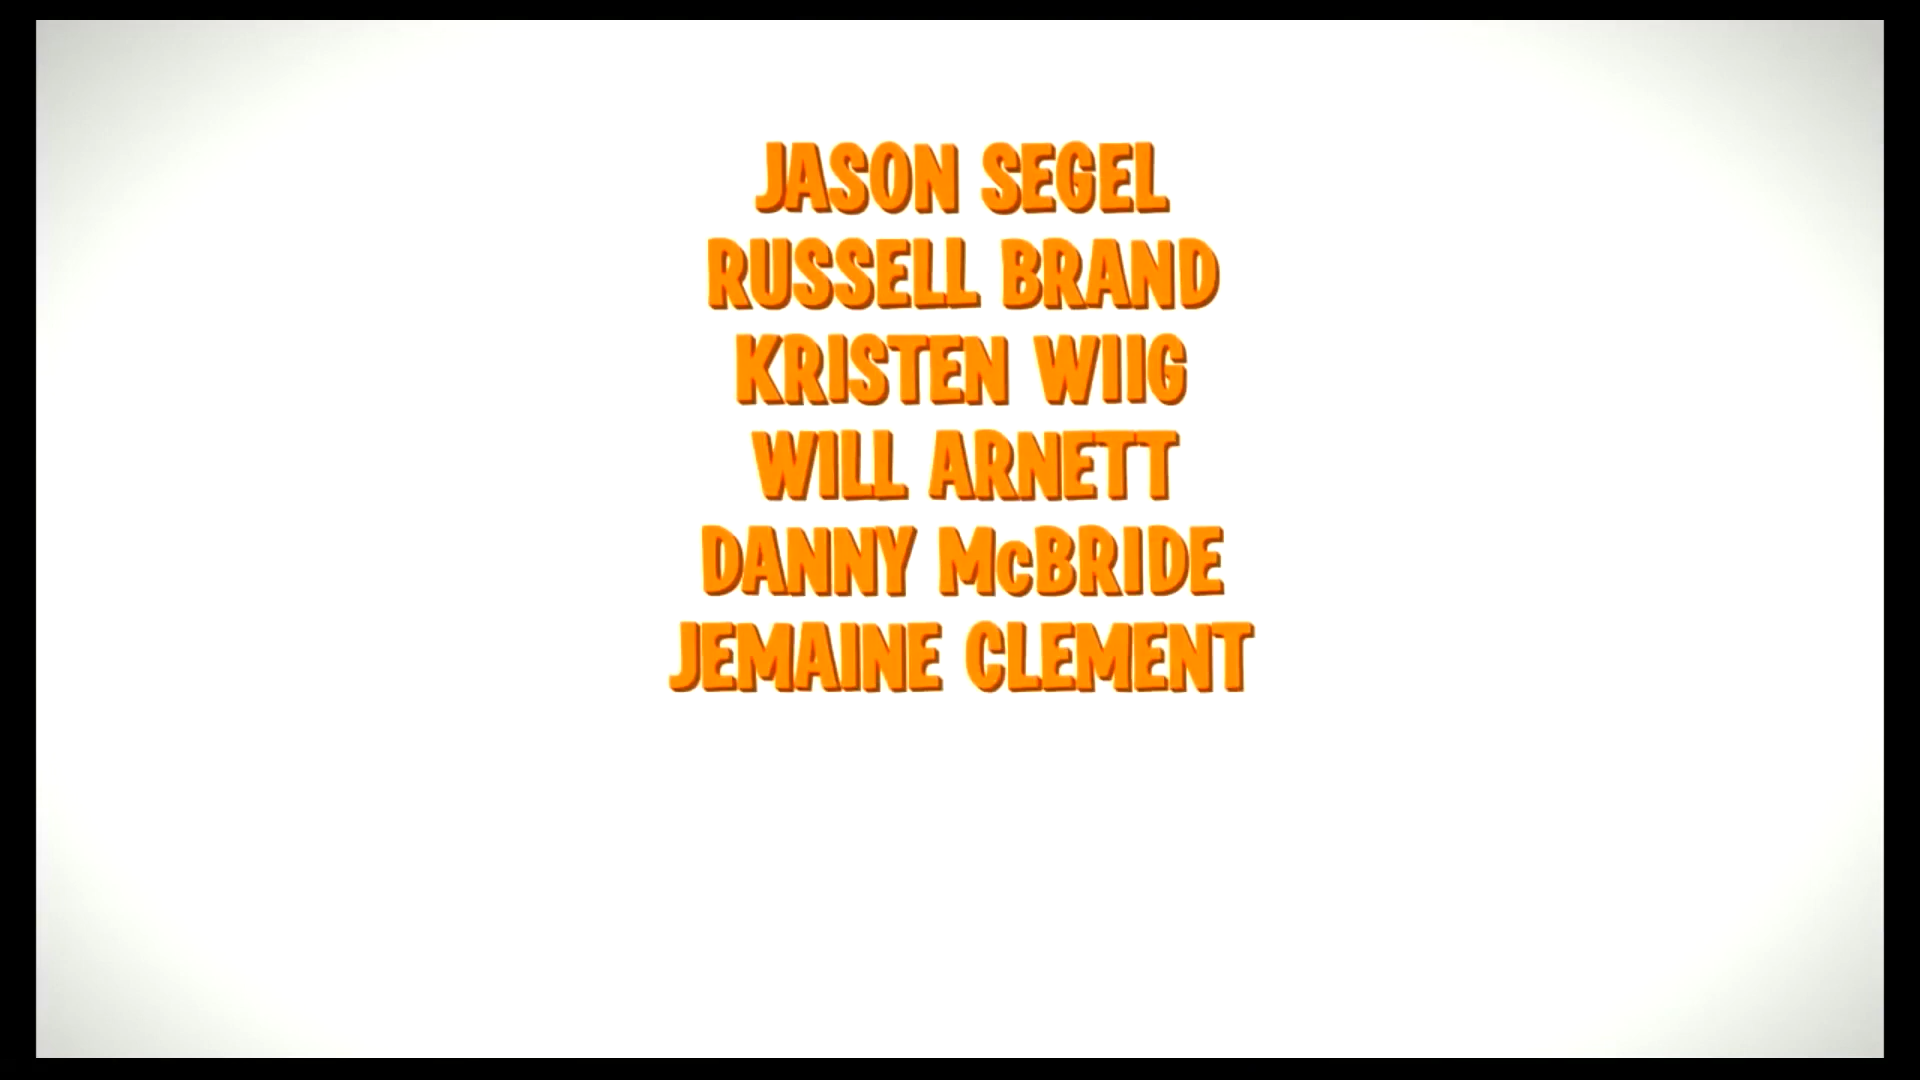 JASON SEGEL
RUSSELL BRAND
KRISTEN WIIG
WILL ARNETT
DANNY McBRIDE
JEMAINE CLEMENT